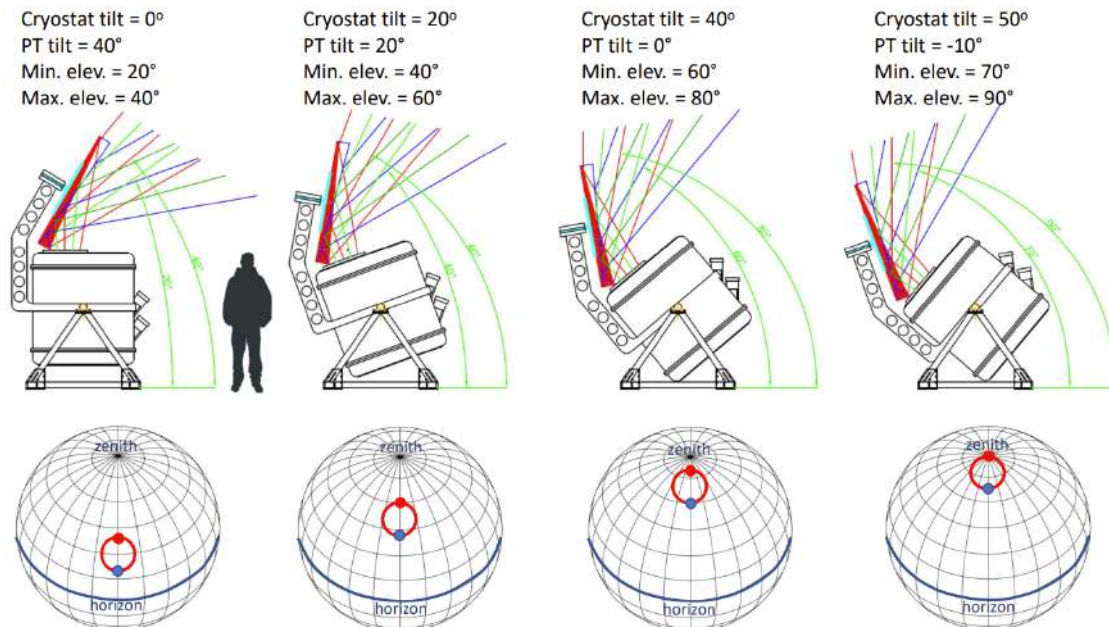 Cryostat tilt = 0°
PT tilt = 40°
Min. elev. = 20°
Max. elev. = 40°
Cryostat tilt = 20°
PT tilt = 20°
Min. elev. = 40°
Max. elev. = 60°
Cryostat tilt = 40°
PT tilt = 0°
Min. elev. = 60°
Max. elev. = 80°
Cryostat tilt = 50°
PT tilt = -10°
Min. elev. = 70°
Max. elev. = 90°
20°
40°
zenith
horizon
zenith
horizon
zenith
horizon
zenith
horizon